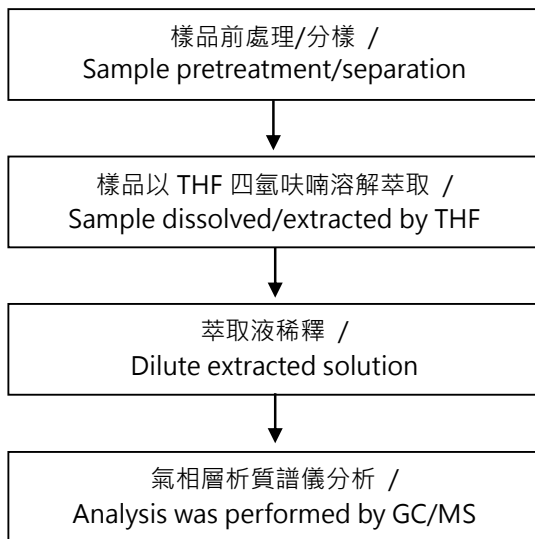 樣品前處理/分樣 /
Sample pretreatment/separation
樣品以 THF 四氫呋喃溶解萃取 /
Sample dissolved/extracted by THF
萃取液稀釋 /
Dilute extracted solution
氣相層析質譜儀分析 /
Analysis was performed by GC/MS